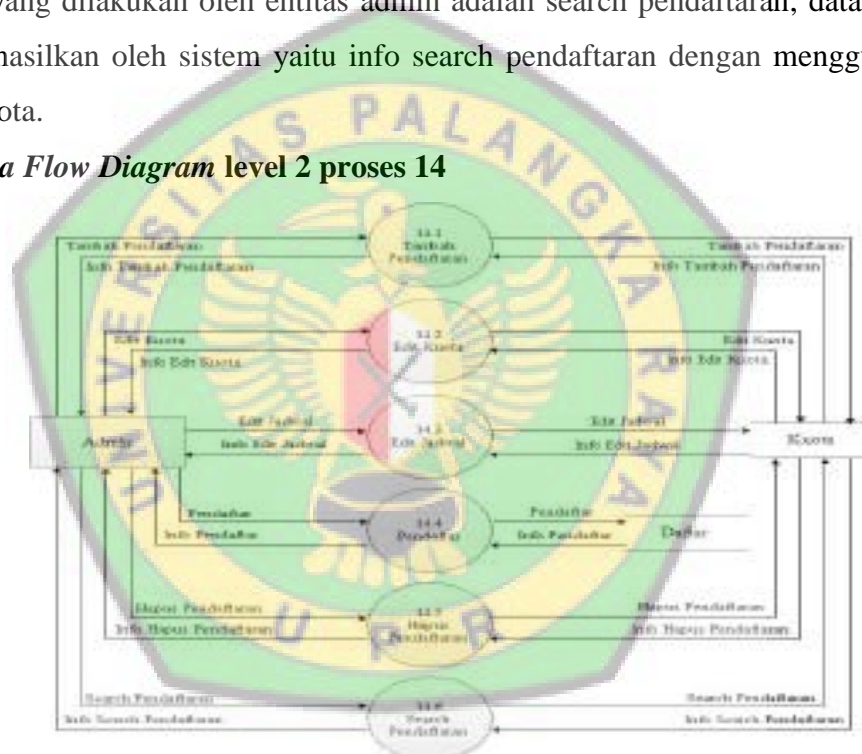 yang dilakukan oleh entitas admin adalah search pendaftaran, data
hasilkan oleh sistem yaitu info search pendaftaran dengan mengg
ota.
a Flow Diagram level 2 proses 14
UNIVERSITAS PALANGKA RAYA
UPR
14.1
Tambah
Pendaftaran
Tambah Pendaftaran
Info Tambah Pendaftaran
Tambah Pendaftaran
Info Tambah Pendaftaran
14.2
Edit Kuota
Edit Kuota
Info Edit Kuota
Edit Kuota
Info Edit Kuota
Admin
Edit Jadwal
Info Edit Jadwal
14.3
Edit Jadwal
Edit Jadwal
Info Edit Jadwal
Kuota
Pendaftar
Info Pendaftar
14.4
Pendaftar
Pendaftar
Info Pendaftar
Daftar
Hapus Pendaftaran
Info Hapus Pendaftaran
14.5
Hapus
Pendaftaran
Hapus Pendaftaran
Info Hapus Pendaftaran
Search Pendaftaran
Info Search Pendaftaran
14.6
Search
Pendaftaran
Search Pendaftaran
Info Search Pendaftaran